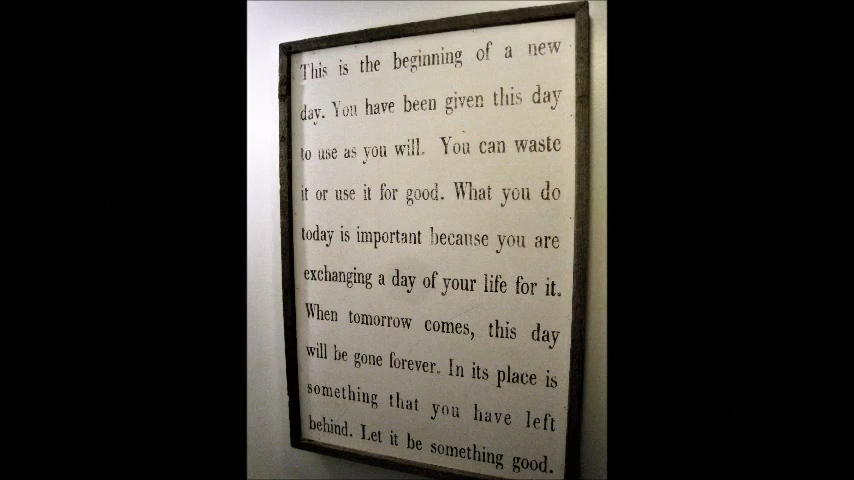 This is the beginning of a new
day. You have been given this day
to use as you will. You can waste
it or use it for good. What you do
today is important because you are
exchanging a day of your life for it.
When tomorrow comes, this day
will be gone forever. In its place is
something that you have left
behind. Let it be something good.